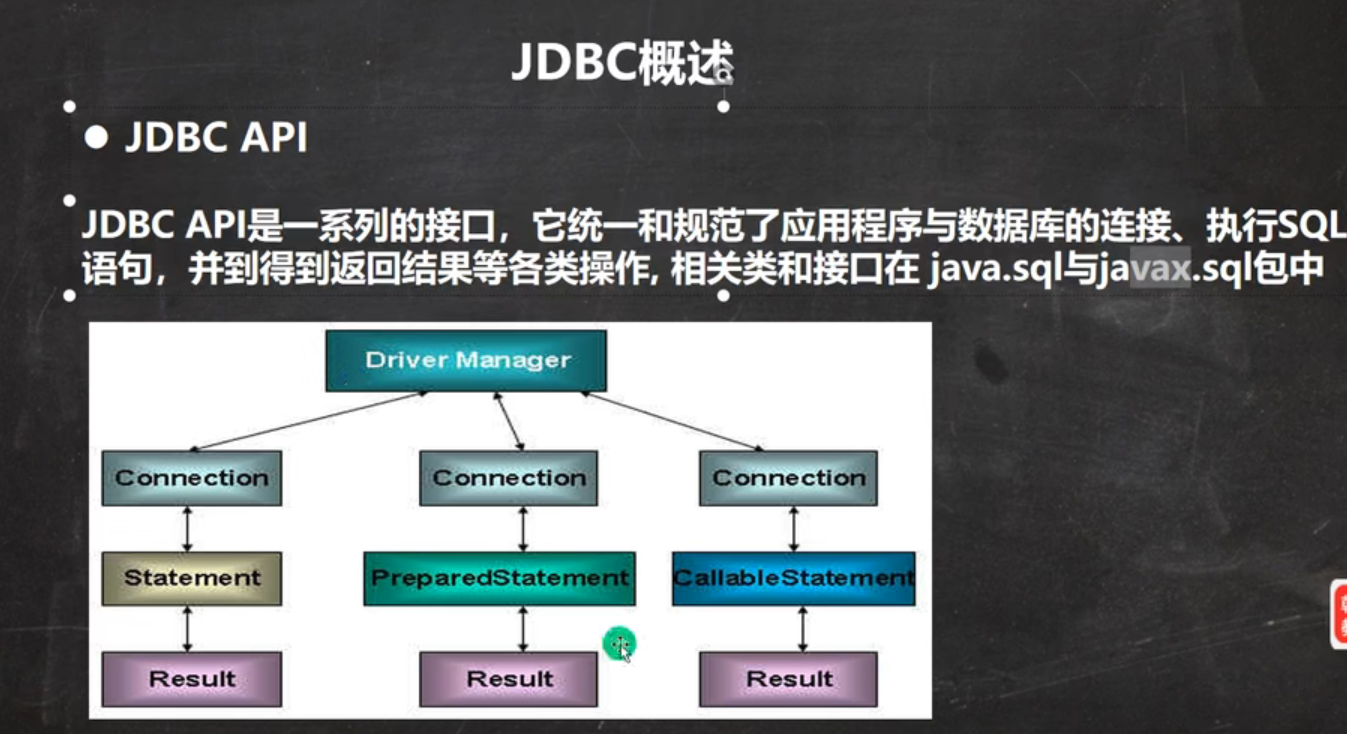 JDBC概述
● JDBC API
JDBC API是一系列的接口，它统一和规范了应用程序与数据库的连接、执行SQL
语句，并到得到返回结果等各类操作, 相关类和接口在 java.sql与javax.sql包中
Driver Manager
Connection Connection Connection
Statement PreparedStatement CallableStatement
Result Result Result